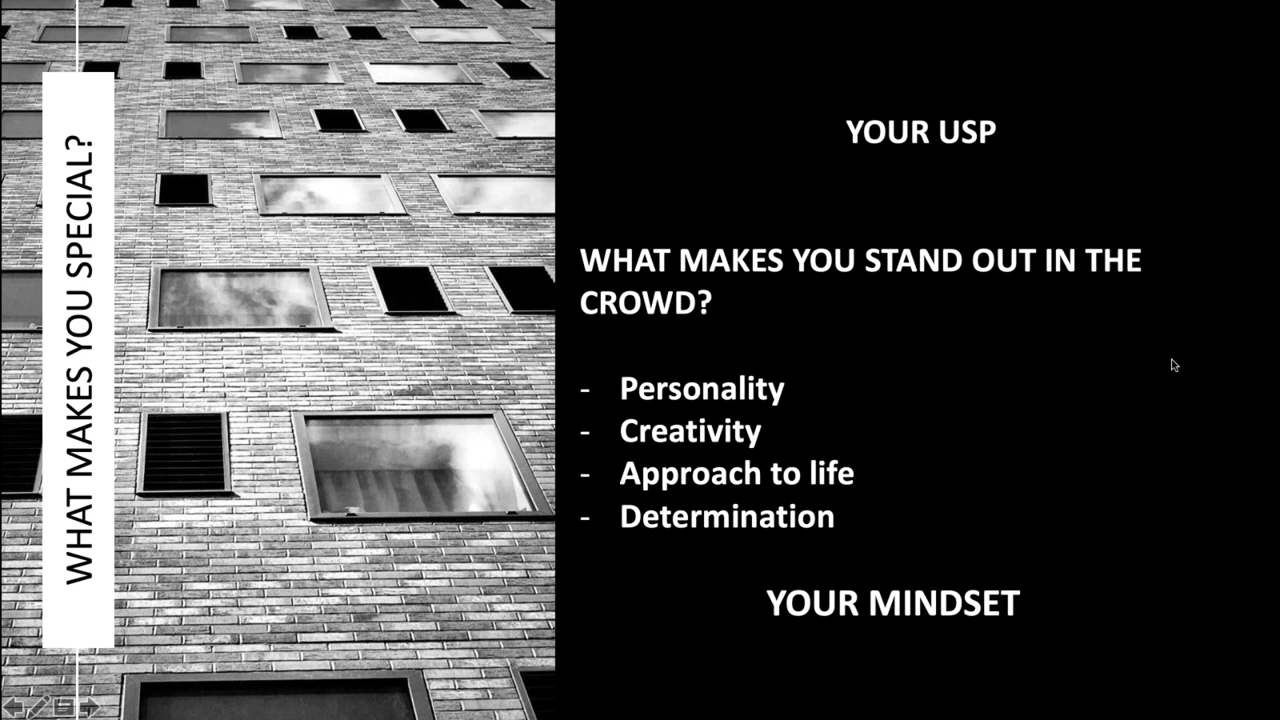 WHAT MAKES YOU SPECIAL?
YOUR USP
WHAT MAKES YOU STAND OUT IN THE
CROWD?
- Personality
- Creativity
- Approach to life
- Determination
YOUR MINDSET